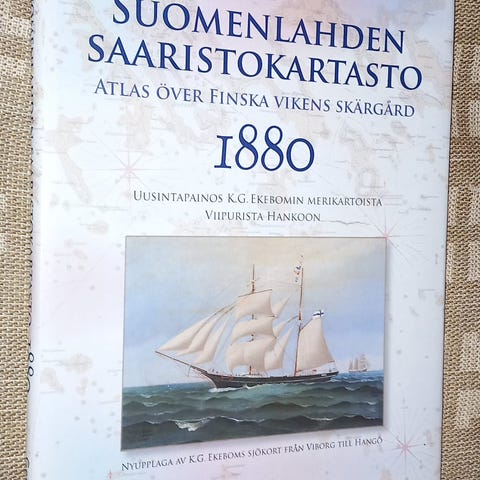 SUOMENLAHDEN
SAARISTOKARTASTO
ATLAS ÖVER FINSKA VIKENS SKÄRGÅRD
1880
UUSINTAPAINOS K.G. EKEBOMIN MERIKARTOISTA
VIIPURISTA HANKOON
NYUPPLAGA AV K.G. EKEBOMS SJÖKORT FRÅN VIBORG TILL HANGÖ